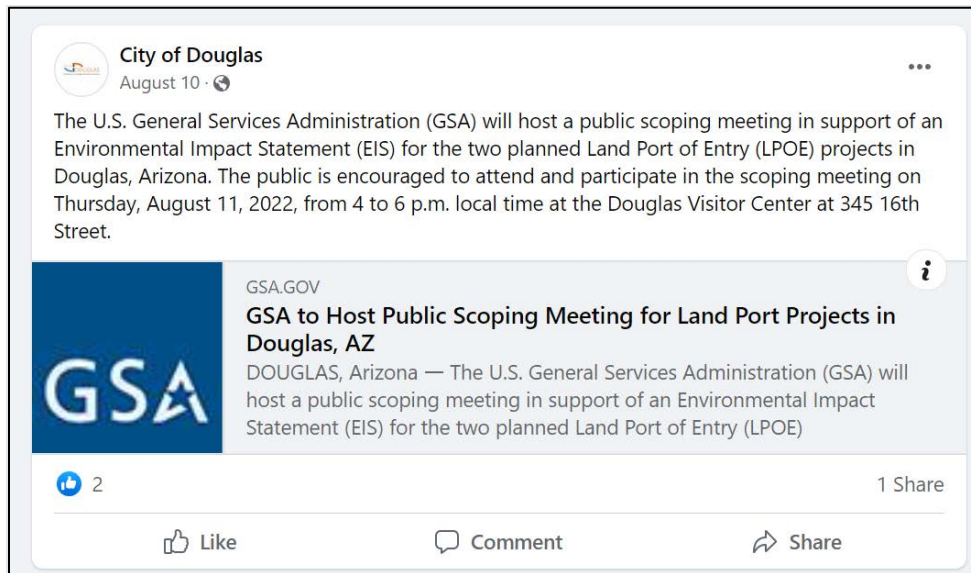 City of Douglas
August 10 ·
The U.S. General Services Administration (GSA) will host a public scoping meeting in support of an
Environmental Impact Statement (EIS) for the two planned Land Port of Entry (LPOE) projects in
Douglas, Arizona. The public is encouraged to attend and participate in the scoping meeting on
Thursday, August 11, 2022, from 4 to 6 p.m. local time at the Douglas Visitor Center at 345 16th
Street.
GSA
GSA.GOV
GSA to Host Public Scoping Meeting for Land Port Projects in
Douglas, AZ
DOUGLAS, Arizona — The U.S. General Services Administration (GSA) will
host a public scoping meeting in support of an Environmental Impact
Statement (EIS) for the two planned Land Port of Entry (LPOE)
2
1 Share
Like
Comment
Share